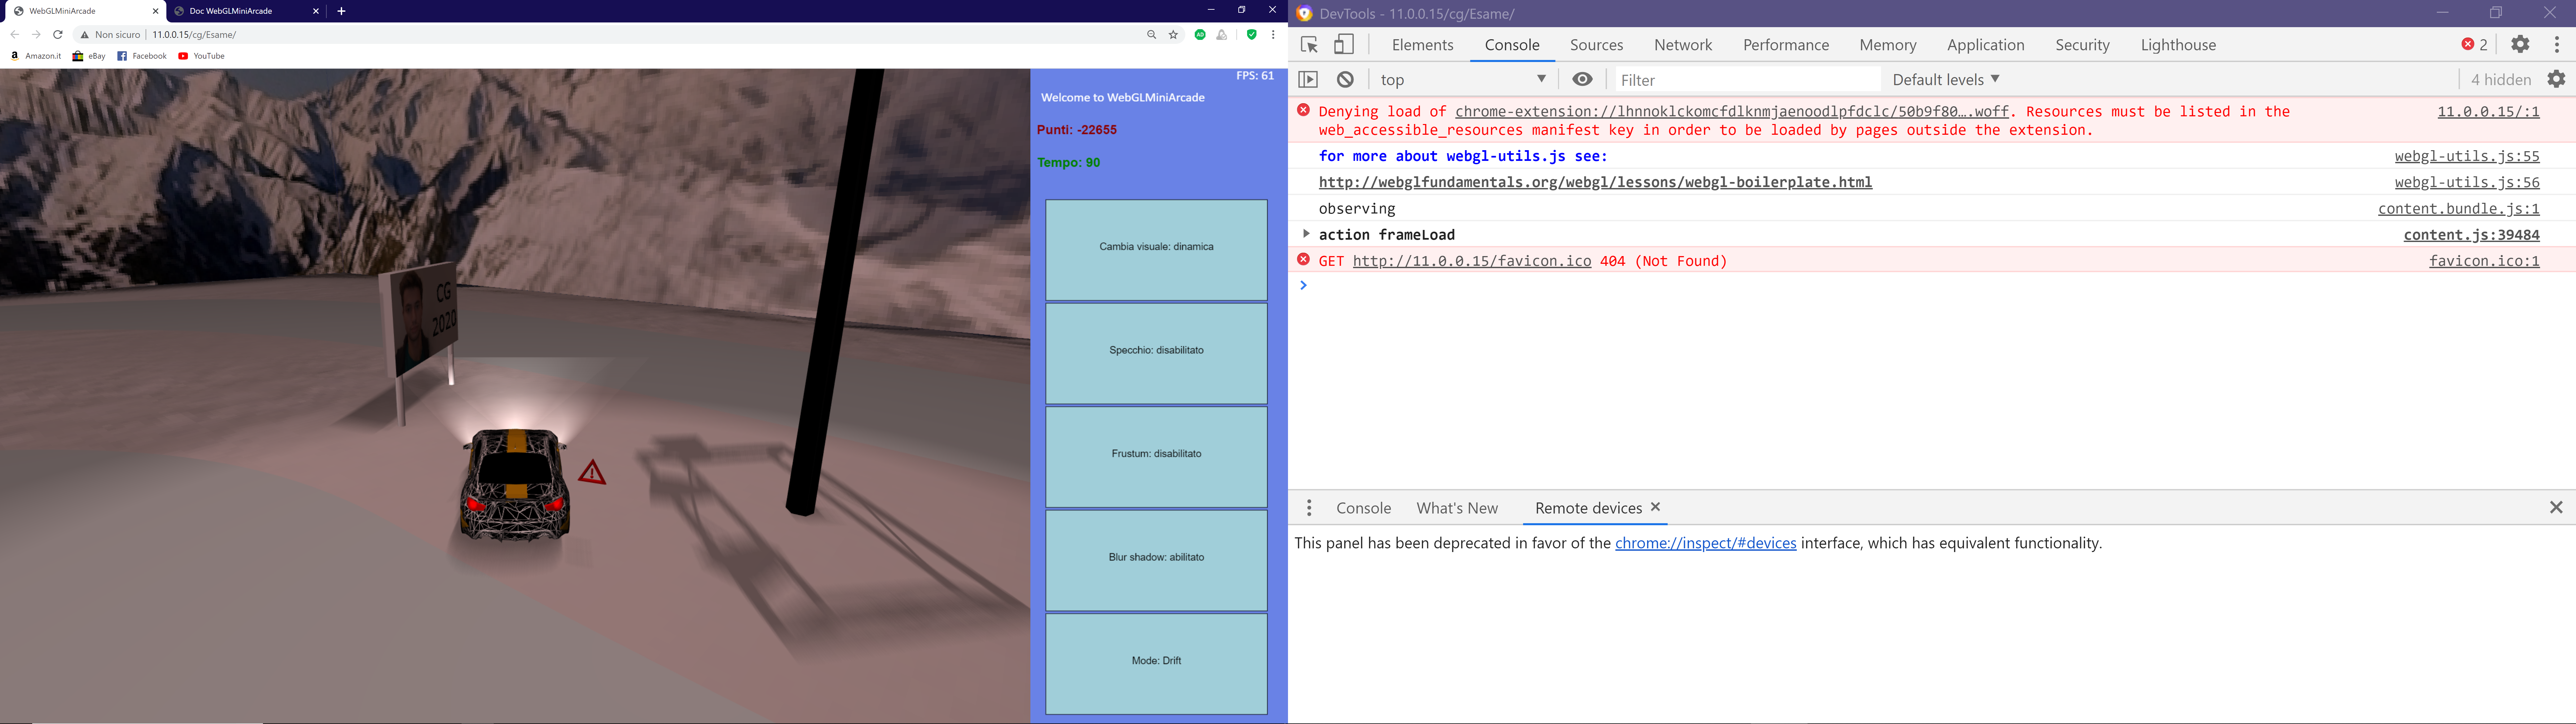 WebGLMiniArcade
Doc WebGLMiniArcade
Non sicuro
11.0.0.15/cg/Esame/
Amazon.it
eBay
Facebook
YouTube
CG
2020
FPS: 61
Welcome to WebGLMiniArcade
Punti: -22655
Tempo: 90
Cambia visuale: dinamica
Specchio: disabilitato
Frustum: disabilitato
Blur shadow: abilitato
Mode: Drift
DevTools - 11.0.0.15/cg/Esame/
Elements Console Sources Network Performance Memory Application Security Lighthouse 2
top Filter Default levels 4 hidden
Denying load of chrome-extension://lhnnoklckomcfdlknmjaenoodlpfdclc/50b9f80….woff. Resources must be listed in the 11.0.0.15/:1
web_accessible_resources manifest key in order to be loaded by pages outside the extension.
for more about webgl-utils.js see: webgl-utils.js:55
http://webglfundamentals.org/webgl/lessons/webgl-boilerplate.html webgl-utils.js:56
observing content.bundle.js:1
action frameLoad content.js:39484
GET http://11.0.0.15/favicon.ico 404 (Not Found) favicon.ico:1
Console What's New Remote devices
This panel has been deprecated in favor of the chrome://inspect/#devices interface, which has equivalent functionality.